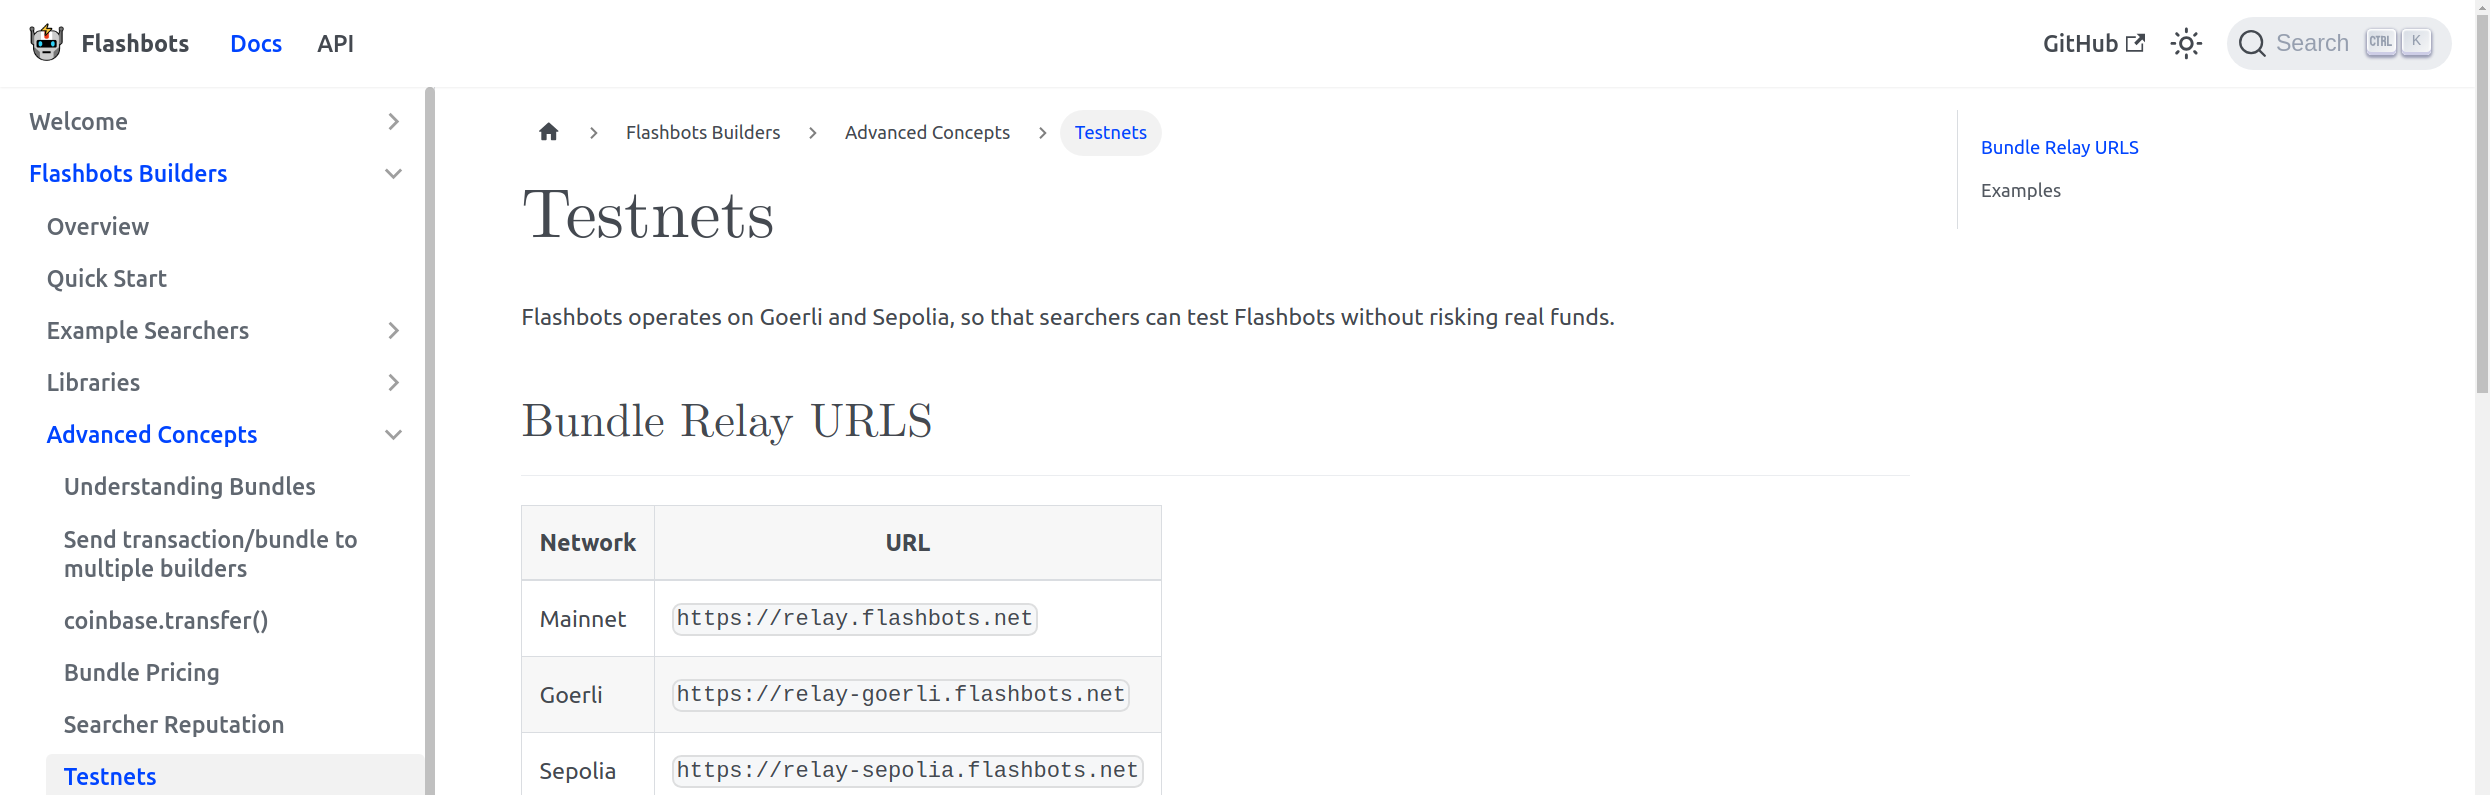 Flashbots Docs API GitHub Search CTRL K
Welcome
Flashbots Builders
Overview
Quick Start
Example Searchers
Libraries
Advanced Concepts
Understanding Bundles
Send transaction/bundle to
multiple builders
coinbase.transfer()
Bundle Pricing
Searcher Reputation
Testnets
Flashbots Builders Advanced Concepts Testnets
Testnets
Flashbots operates on Goerli and Sepolia, so that searchers can test Flashbots without risking real funds.
Bundle Relay URLS
Network URL
Mainnet https://relay.flashbots.net
Goerli https://relay-goerli.flashbots.net
Sepolia https://relay-sepolia.flashbots.net
Bundle Relay URLS
Examples